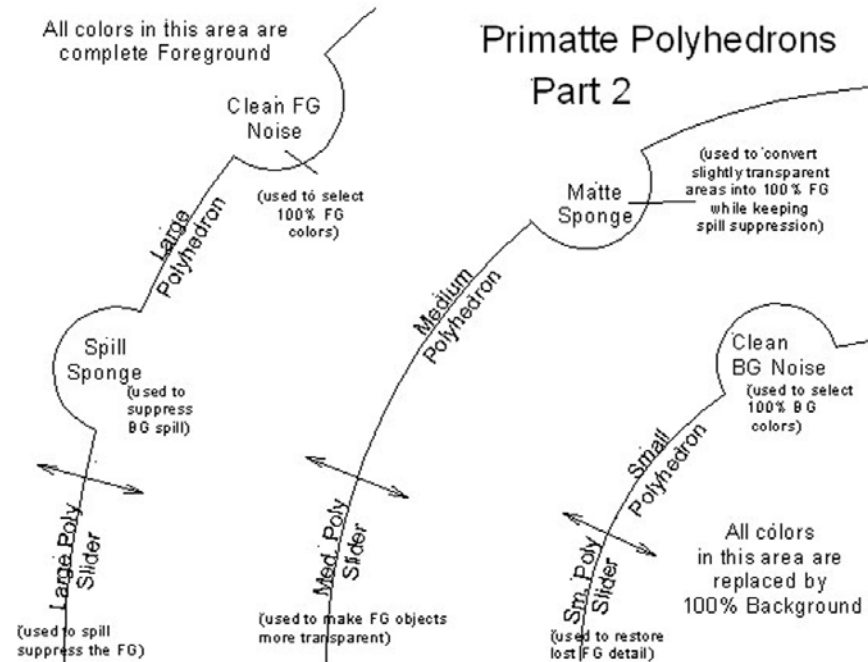 All colors in this area are
complete Foreground
Primatte Polyhedrons
Part 2
Clean FG
Noise
(used to select
100% FG
colors)
Large
Polyhedron
Spill
Sponge
(used to
suppress
BG spill)
Large Poly
Slider
(used to spill
suppress the FG)
Matte
Sponge
(used to convert
slightly transparent
areas into 100% FG
while keeping
spill suppression)
Medium
Polyhedron
Med. Poly
Slider
(used to make FG objects
more transparent)
Clean
BG Noise
(used to select
100% BG
colors)
Small
Polyhedron
Sm. Poly
Slider
(used to restore
lost FG detail)
All colors
in this area are
replaced by
100% Background